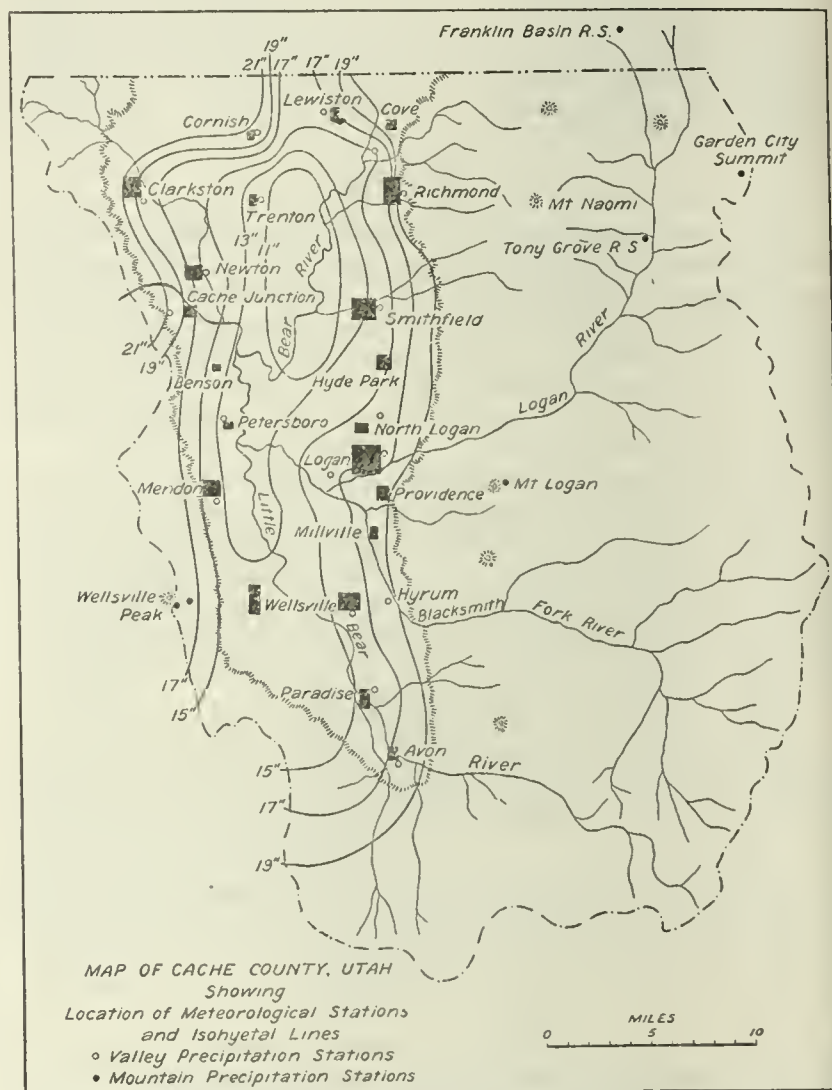 Franklin Basin R.S.
19"
21" 17"
17" 19"
Lewiston
Cornish
Cove
Garden City
Summit
Clarkston
Richmond
Mt Naomi
Trenton
13"
11"
River
Tony Grove R S
Newton
Cache Junction
Bear
Smithfield
River
21"
19"
Benson
Hyde Park
Logan
Petersboro
North Logan
Logan
Mendon
Little
Providence
Mt Logan
Millville
Wellsville
Peak
Wellsville
Bear
Hyrum
Blacksmith
Fork River
17"
15"
Paradise
Avon
River
15"
17"
19"
MAP OF CACHE COUNTY, UTAH
Showing
Location of Meteorological Stations
and Isohyetal Lines
Valley Precipitation Stations
Mountain Precipitation Stations
MILES
0 5 10